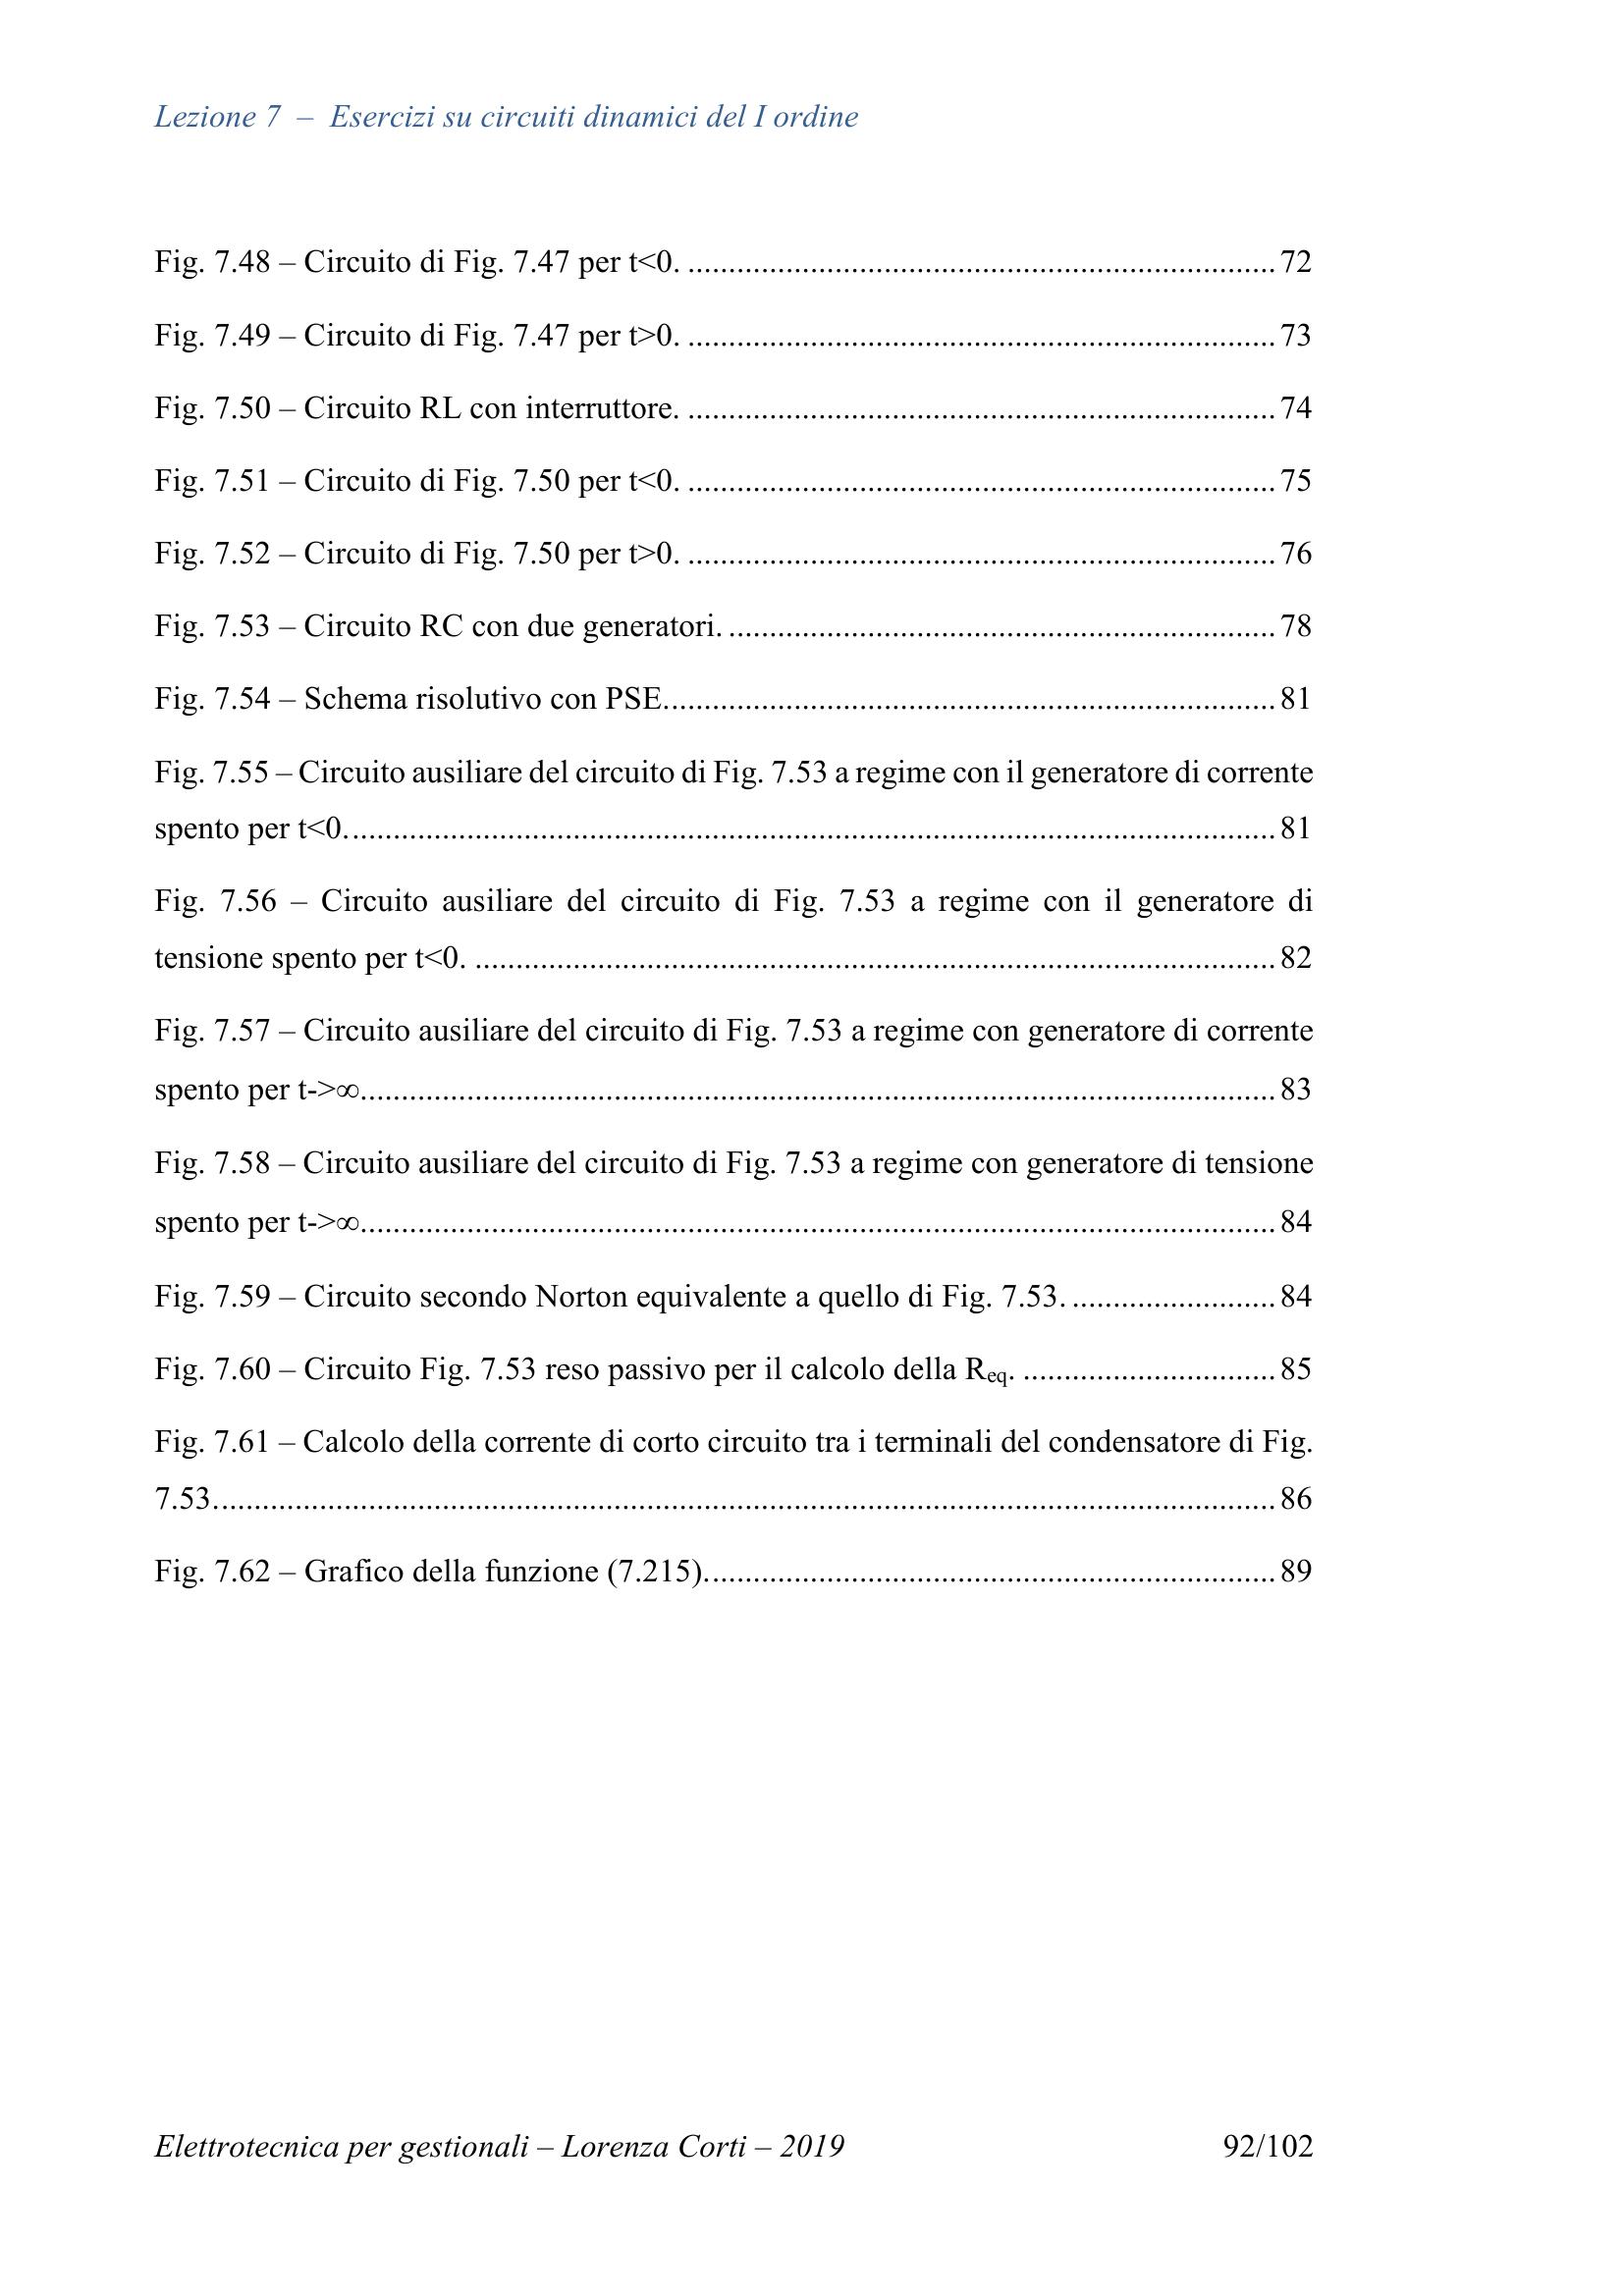 Lezione 7 – Esercizi su circuiti dinamici del I ordine
Fig. 7.48 – Circuito di Fig. 7.47 per t<0. ........................................................................ 72
Fig. 7.49 – Circuito di Fig. 7.47 per t>0. ........................................................................ 73
Fig. 7.50 – Circuito RL con interruttore. ........................................................................ 74
Fig. 7.51 – Circuito di Fig. 7.50 per t<0. ........................................................................ 75
Fig. 7.52 – Circuito di Fig. 7.50 per t>0. ........................................................................ 76
Fig. 7.53 – Circuito RC con due generatori. ................................................................... 78
Fig. 7.54 – Schema risolutivo con PSE........................................................................... 81
Fig. 7.55 – Circuito ausiliare del circuito di Fig. 7.53 a regime con il generatore di corrente
spento per t<0.................................................................................................................. 81
Fig. 7.56 – Circuito ausiliare del circuito di Fig. 7.53 a regime con il generatore di
tensione spento per t<0. .................................................................................................. 82
Fig. 7.57 – Circuito ausiliare del circuito di Fig. 7.53 a regime con generatore di corrente
spento per t->∞................................................................................................................ 83
Fig. 7.58 – Circuito ausiliare del circuito di Fig. 7.53 a regime con generatore di tensione
spento per t->∞................................................................................................................ 84
Fig. 7.59 – Circuito secondo Norton equivalente a quello di Fig. 7.53. ......................... 84
Fig. 7.60 – Circuito Fig. 7.53 reso passivo per il calcolo della Req. ............................... 85
Fig. 7.61 – Calcolo della corrente di corto circuito tra i terminali del condensatore di Fig.
7.53.................................................................................................................................. 86
Fig. 7.62 – Grafico della funzione (7.215)...................................................................... 89
Elettrotecnica per gestionali – Lorenza Corti – 2019 92/102